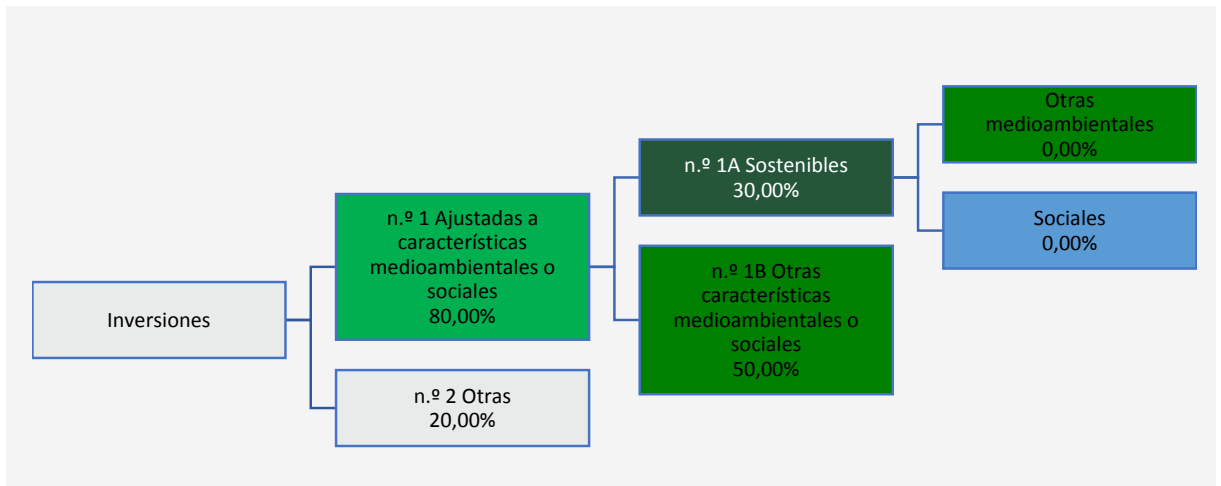 Inversiones
n.º 1 Ajustadas a
características
medioambientales o
sociales
80,00%
n.º 2 Otras
20,00%
n.º 1A Sostenibles
30,00%
n.º 1B Otras
características
medioambientales o
sociales
50,00%
Otras
medioambientales
0,00%
Sociales
0,00%